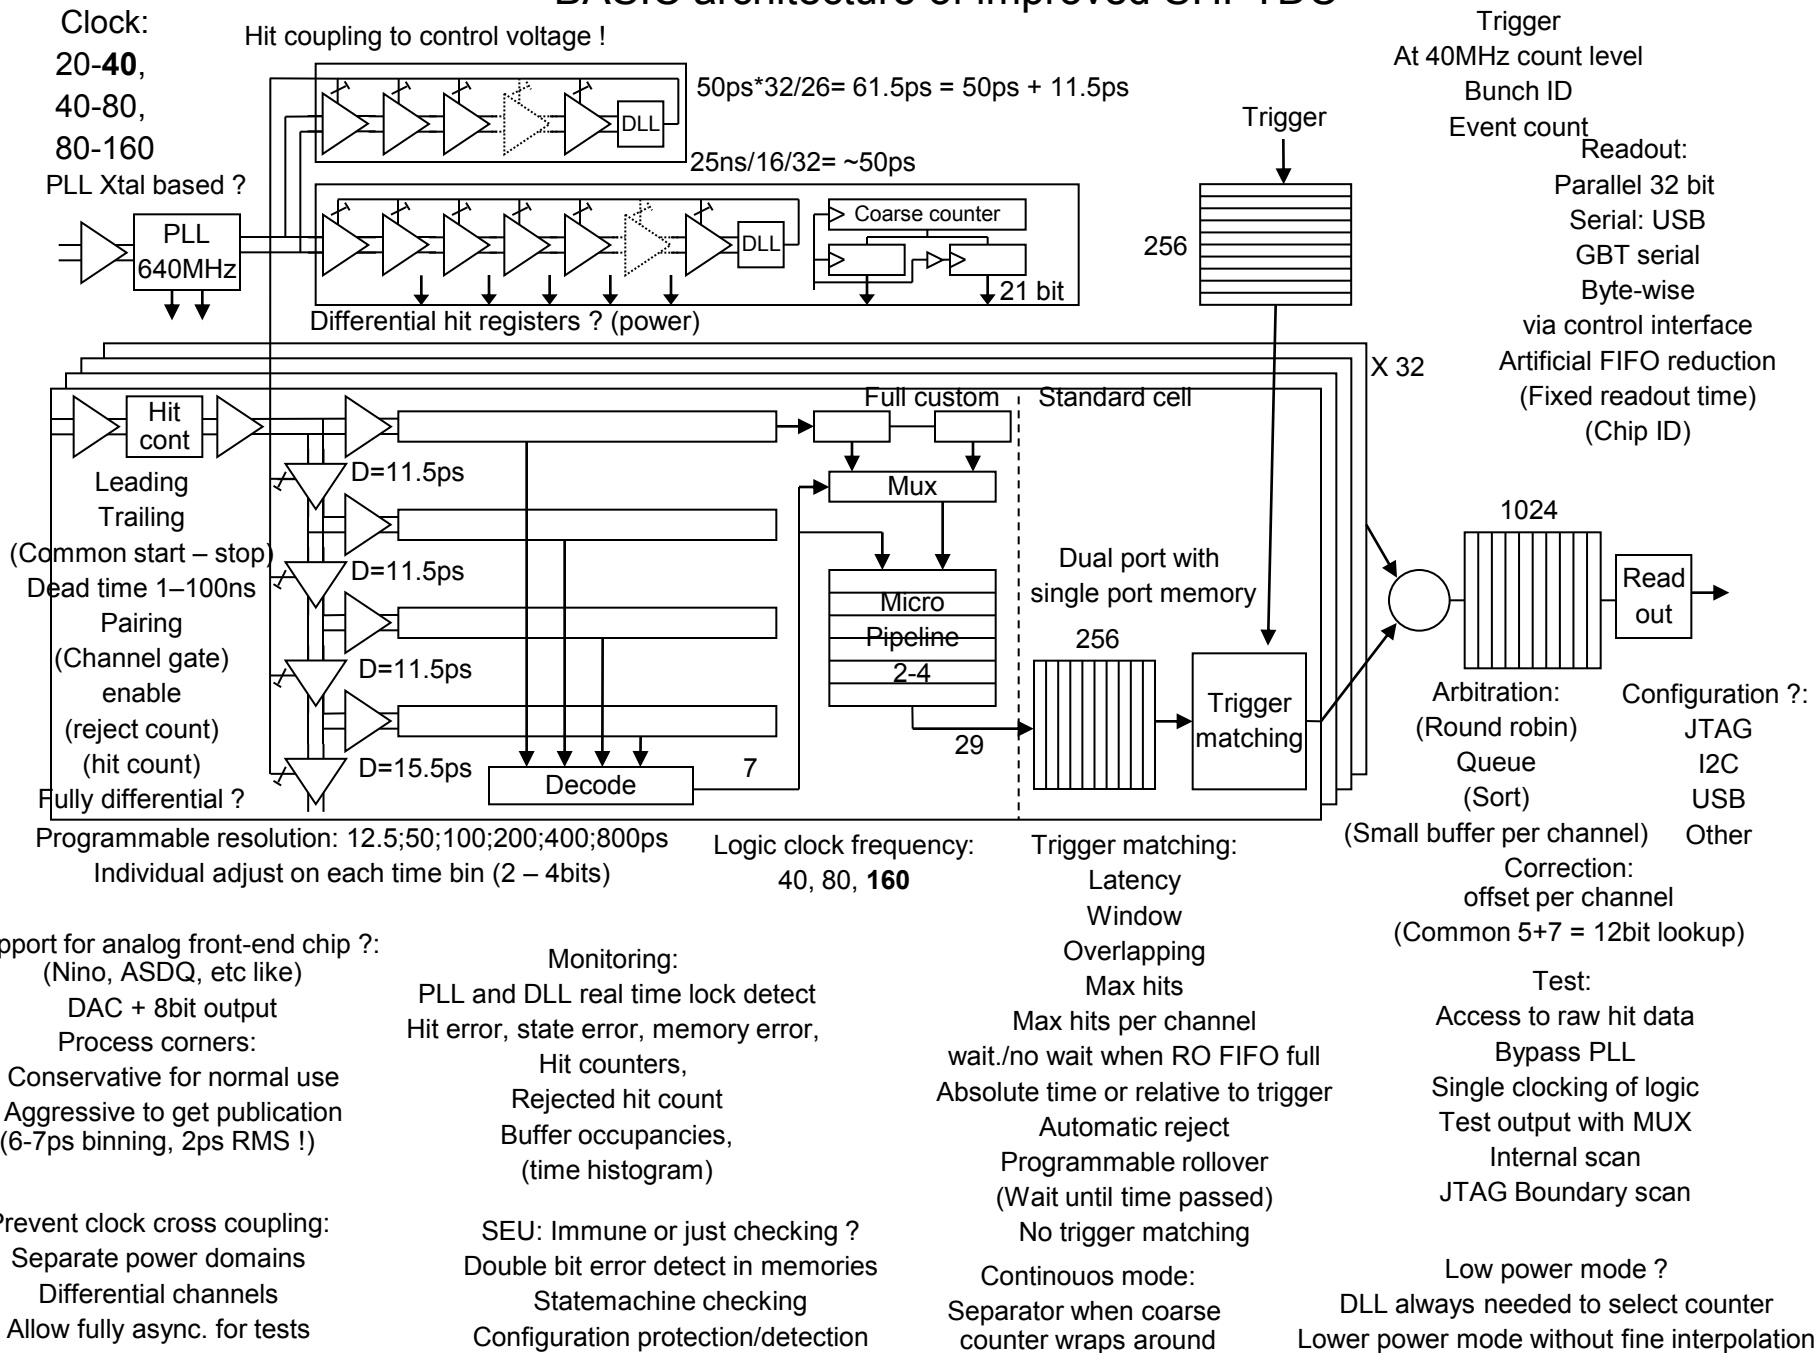 BASIC architecture of improved
Clock:
20-40,
40-80,
80-160
PLL Xtal based ?
Hit coupling to control voltage !
DLL
50ps*32/26= 61.5ps = 50ps + 11.5ps
25ns/16/32= ~50ps
PLL
640MHz
DLL
Coarse counter
21 bit
Differential hit registers ? (power)
Trigger
256
Trigger
At 40MHz count level
Bunch ID
Event count
Readout:
Parallel 32 bit
Serial: USB
GBT serial
Byte-wise
via control interface
Artificial FIFO reduction
(Fixed readout time)
(Chip ID)
X 32
Hit
cont
Full custom
Standard cell
Leading
Trailing
(Common start – stop)
Dead time 1–100ns
Pairing
(Channel gate)
enable
(reject count)
(hit count)
Fully differential ?
D=11.5ps
D=11.5ps
D=11.5ps
D=15.5ps
Decode
7
Mux
Micro
Pipeline
2-4
29
Dual port with
single port memory
256
Trigger
matching
1024
Read
out
Arbitration:
(Round robin)
Queue
(Sort)
(Small buffer per channel)
Configuration ?:
JTAG
I2C
USB
Other
Correction:
offset per channel
(Common 5+7 = 12bit lookup)
Programmable resolution: 12.5;50;100;200;400;800ps
Individual adjust on each time bin (2 – 4bits)
Logic clock frequency:
40, 80, 160
Trigger matching:
Latency
Window
Overlapping
Max hits
Max hits per channel
wait./no wait when RO FIFO full
Absolute time or relative to trigger
Automatic reject
Programmable rollover
(Wait until time passed)
No trigger matching
Continouos mode:
Separator when coarse
counter wraps around
pport for analog front-end chip ?:
(Nino, ASDQ, etc like)
DAC + 8bit output
Process corners:
Conservative for normal use
Aggressive to get publication
(6-7ps binning, 2ps RMS !)
Prevent clock cross coupling:
Separate power domains
Differential channels
Allow fully async. for tests
Monitoring:
PLL and DLL real time lock detect
Hit error, state error, memory error,
Hit counters,
Rejected hit count
Buffer occupancies,
(time histogram)
SEU: Immune or just checking ?
Double bit error detect in memories
Statemachine checking
Configuration protection/detection
Test:
Access to raw hit data
Bypass PLL
Single clocking of logic
Test output with MUX
Internal scan
JTAG Boundary scan
Low power mode ?
DLL always needed to select counter
Lower power mode without fine interpolation